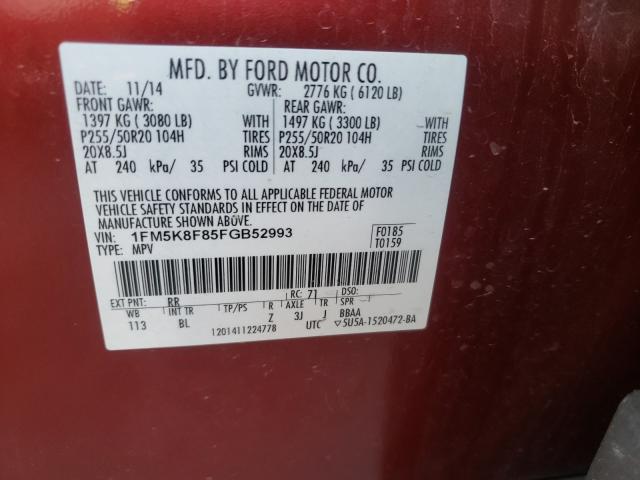 MFD. BY FORD MOTOR CO.
DATE: 11/14 GVWR: 2776 KG ( 6120 LB)
FRONT GAWR: REAR GAWR:
1397 KG ( 3080 LB) WITH 1497 KG ( 3300 LB) WITH
P255/50R20 104H TIRES P255/50R20 104H TIRES
20X8.5J RIMS 20X8.5J RIMS
AT 240 kPa/ 35 PSI COLD AT 240 kPa/ 35 PSI COLD
THIS VEHICLE CONFORMS TO ALL APPLICABLE FEDERAL MOTOR
VEHICLE SAFETY STANDARDS IN EFFECT ON THE DATE OF
MANUFACTURE SHOWN ABOVE.
VIN: 1FM5K8F85FGB52993 F0185
TYPE: MPV T0159
EXT PNT: RR RC: 71 DSO:
WB INT TR TP/PS R AXLE TR SPR
113 BL Z 3J J BBAA
1201411224778 UTC ▽5U5A-1520472-BA